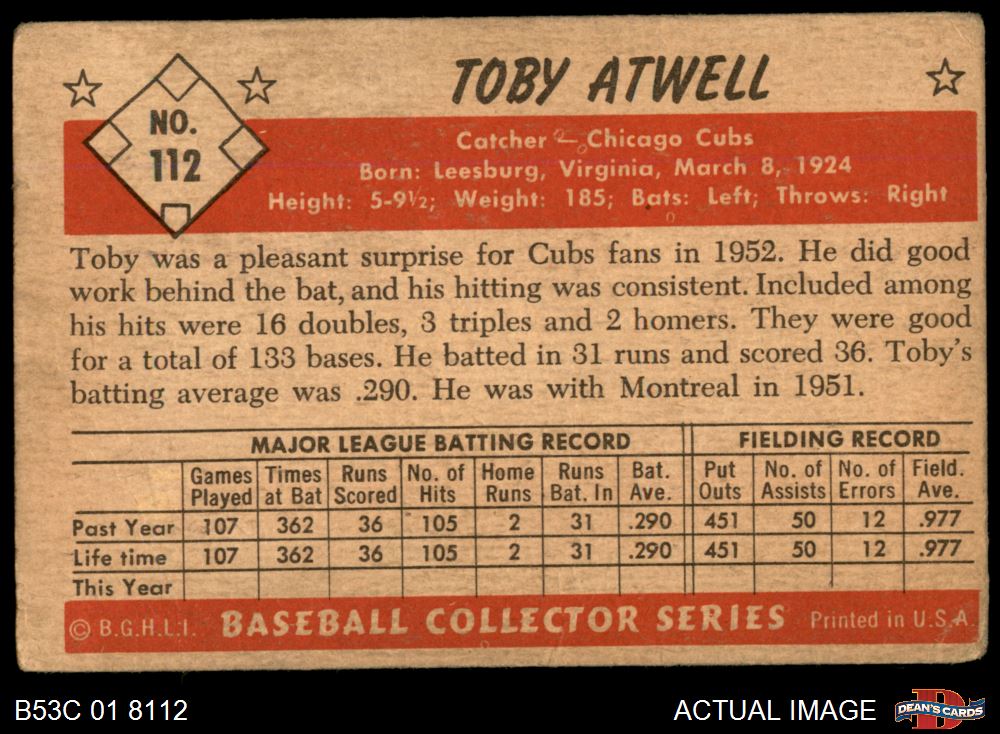 TOBY ATWELL
NO.
112
Catcher — Chicago Cubs
Born: Leesburg, Virginia, March 8, 1924
Height: 5-9½; Weight: 185; Bats: Left; Throws: Right
Toby was a pleasant surprise for Cubs fans in 1952. He did good
work behind the bat, and his hitting was consistent. Included among
his hits were 16 doubles, 3 triples and 2 homers. They were good
for a total of 133 bases. He batted in 31 runs and scored 36. Toby's
batting average was .290. He was with Montreal in 1951.
MAJOR LEAGUE BATTING RECORD FIELDING RECORD
Games Times Runs No. of Home Runs Bat. Put No. of No. of Field.
Played at Bat Scored Hits Runs Bat. In Ave. Outs Assists Errors Ave.
Past Year 107 362 36 105 2 31 .290 451 50 12 .977
Life time 107 362 36 105 2 31 .290 451 50 12 .977
This Year
© B.G.H.L.I. BASEBALL COLLECTOR SERIES Printed in U.S.A.
B53C 01 8112 ACTUAL IMAGE DEAN'S CARDS